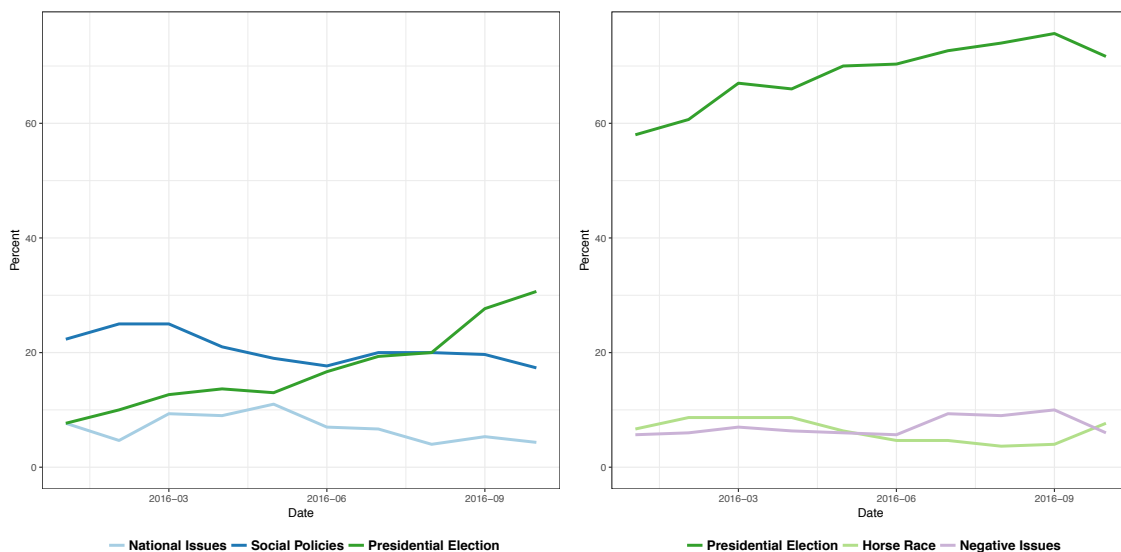 60
40
20
0
Percent
2016–03
2016–06
2016–09
Date
National Issues Social Policies Presidential Election
60
40
20
0
Percent
2016–03
2016–06
2016–09
Date
Presidential Election Horse Race Negative Issues